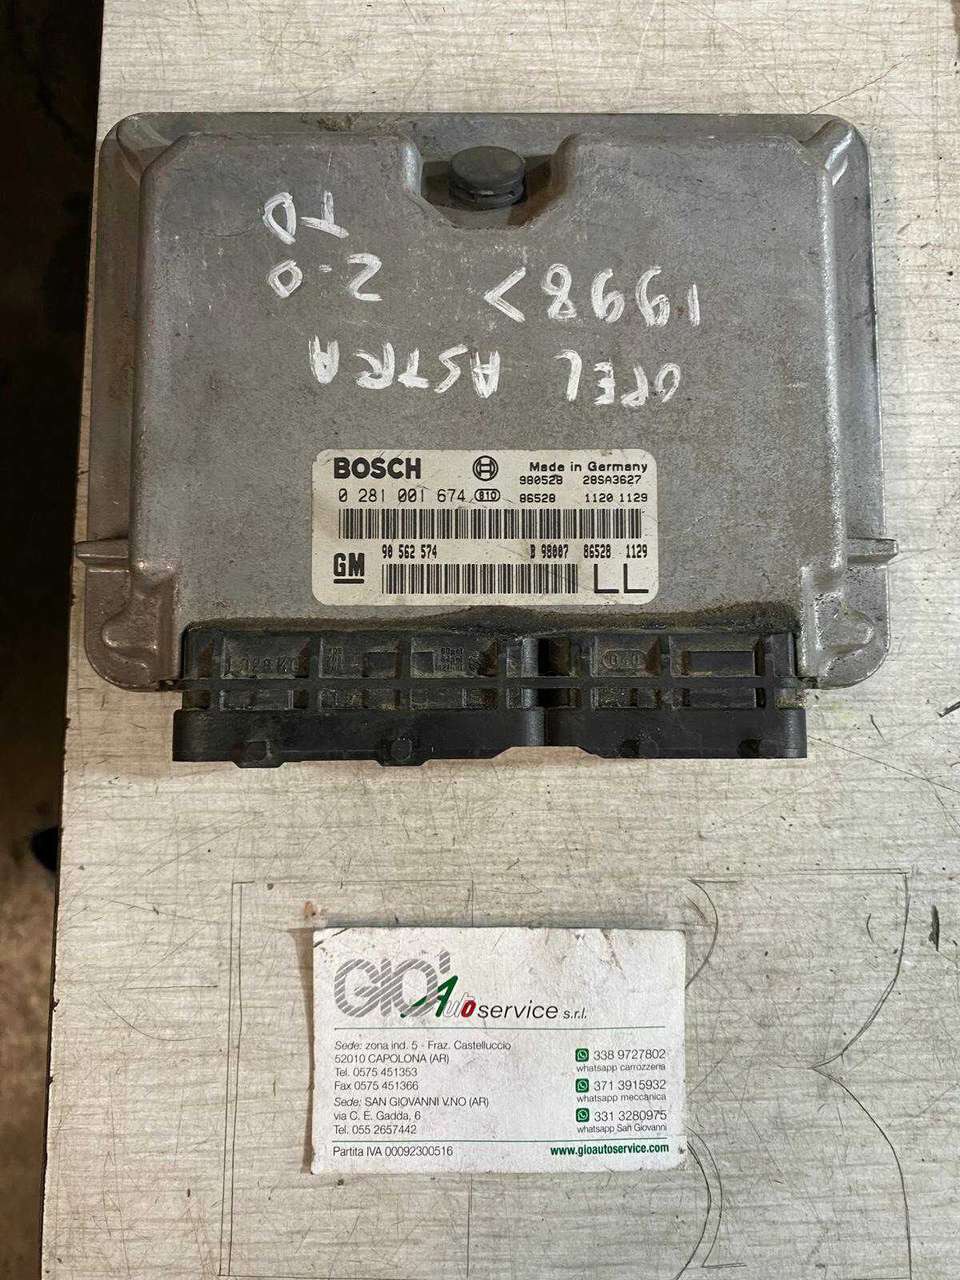 OPEL ASTRA
1998> 2.0
TD
BOSCH
Made in Germany
980528 28SA3627
0 281 001 674 810 86528 1120 1129
GM
90 562 574 B 98007 86528 1129
LL
GIO' Auto service s.r.l.
Sede: zona ind. 5 - Fraz. Castelluccio
52010 CAPOLONA (AR)
Tel. 0575 451353
Fax 0575 451366
Sede: SAN GIOVANNI V.NO (AR)
via C. E. Gadda, 6
Tel. 055 2657442
Partita IVA 00092300516
338 9727802
whatsapp carrozzeria
371 3915932
whatsapp meccanica
331 3280975
whatsapp San Giovanni
www.gioautoservice.com